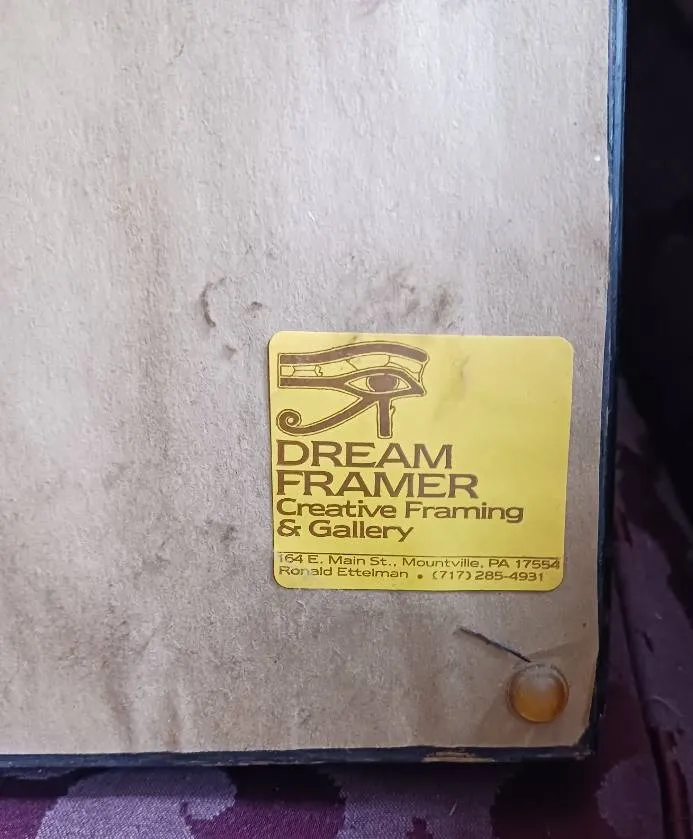 DREAM
FRAMER
Creative Framing
& Gallery
164 E. Main St., Mountville, PA 17554
Ronald Ettelman • (717) 285-4931